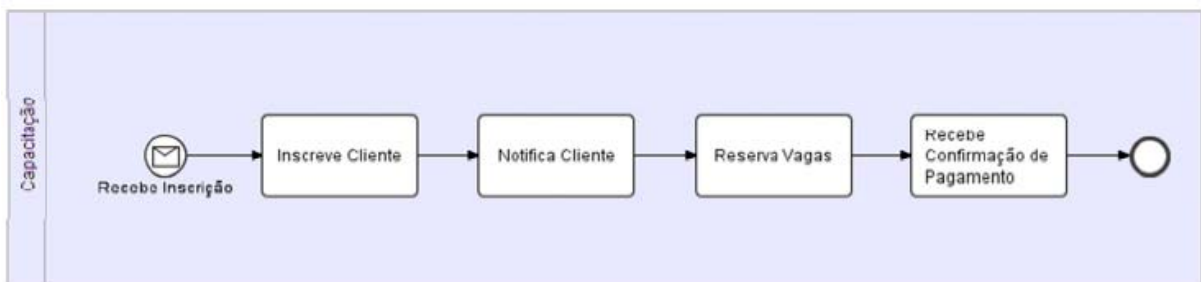 Capacitação
Recebe Inscrição
Inscreve Cliente
Notifica Cliente
Reserva Vagas
Recebe
Confirmação de
Pagamento